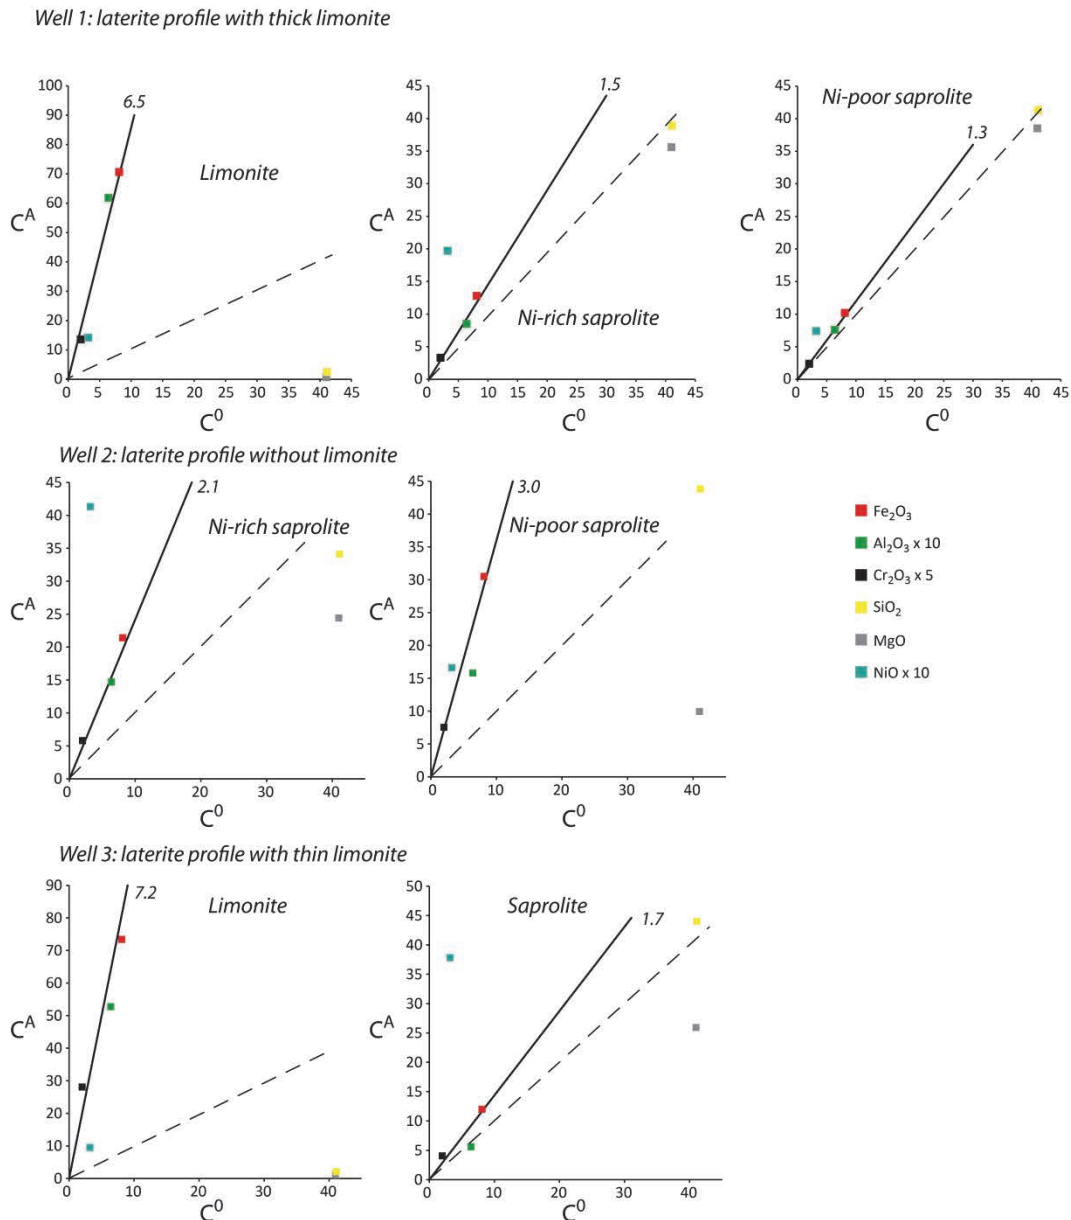 Well 1: laterite profile with thick limonite
100
90
80
70
60
50
40
30
20
10
0
6.5
Limonite
C^A
0 5 10 15 20 25 30 35 40 45
C^0
45
40
35
30
25
20
15
10
5
0
1.5
Ni-rich saprolite
C^A
0 5 10 15 20 25 30 35 40 45
C^0
45
40
35
30
25
20
15
10
5
0
Ni-poor saprolite
1.3
C^A
0 5 10 15 20 25 30 35 40 45
C^0
Well 2: laterite profile without limonite
45
40
35
30
25
20
15
10
5
0
2.1
Ni-rich saprolite
C^A
0 10 20 30 40
C^0
45
40
35
30
25
20
15
10
5
0
3.0
Ni-poor saprolite
C^A
0 10 20 30 40
C^0
Fe₂O₃
Al₂O₃ x 10
Cr₂O₃ x 5
SiO₂
MgO
NiO x 10
Well 3: laterite profile with thin limonite
90
80
70
60
50
40
30
20
10
0
7.2
Limonite
C^A
0 10 20 30 40
C^0
50
45
40
35
30
25
20
15
10
5
0
Saprolite
1.7
C^A
0 10 20 30 40
C^0